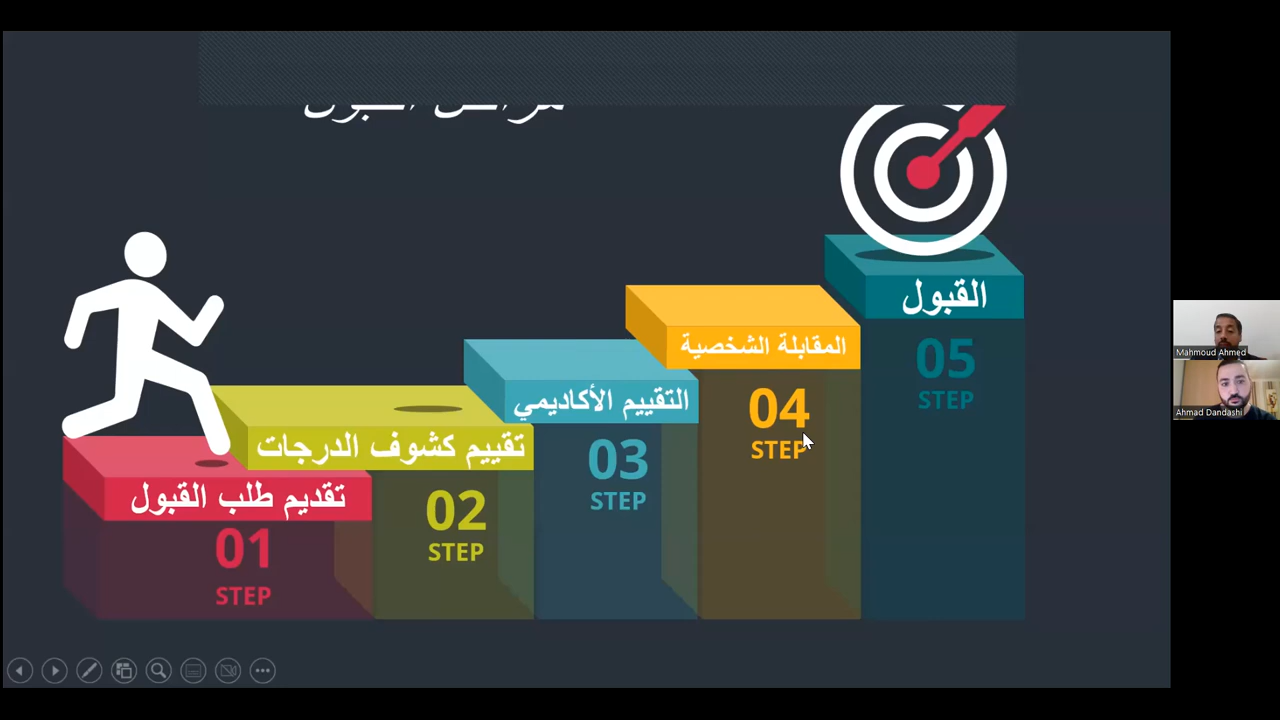 تقديم طلب القبول
01
STEP
تقييم كشوف الدرجات
02
STEP
التقييم الأكاديمي
03
STEP
المقابلة الشخصية
04
STEP
القبول
05
STEP
Mahmoud Ahmed
Ahmad Dandashi